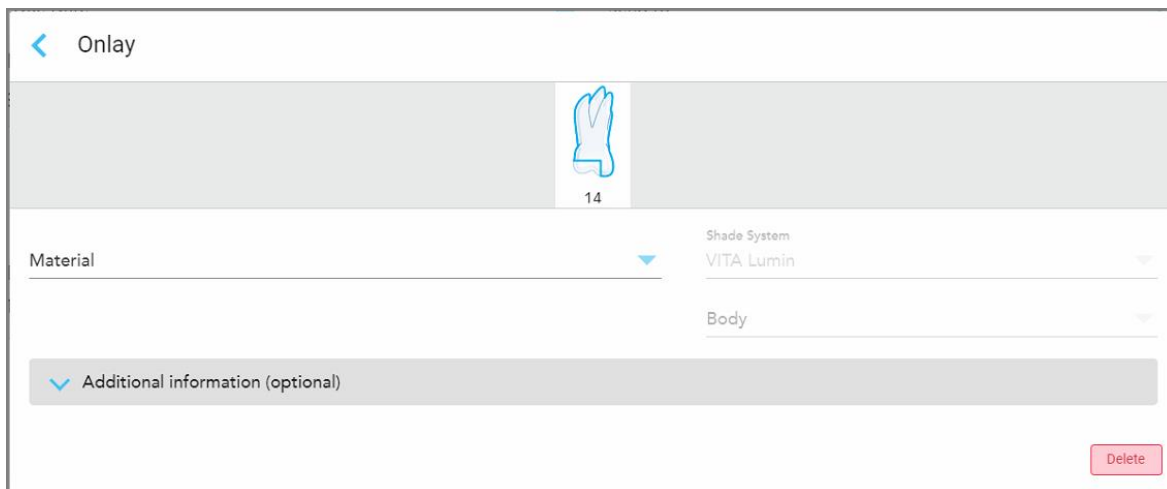 Onlay
14
Material
Shade System
VITA Lumin
Body
Additional information (optional)
Delete